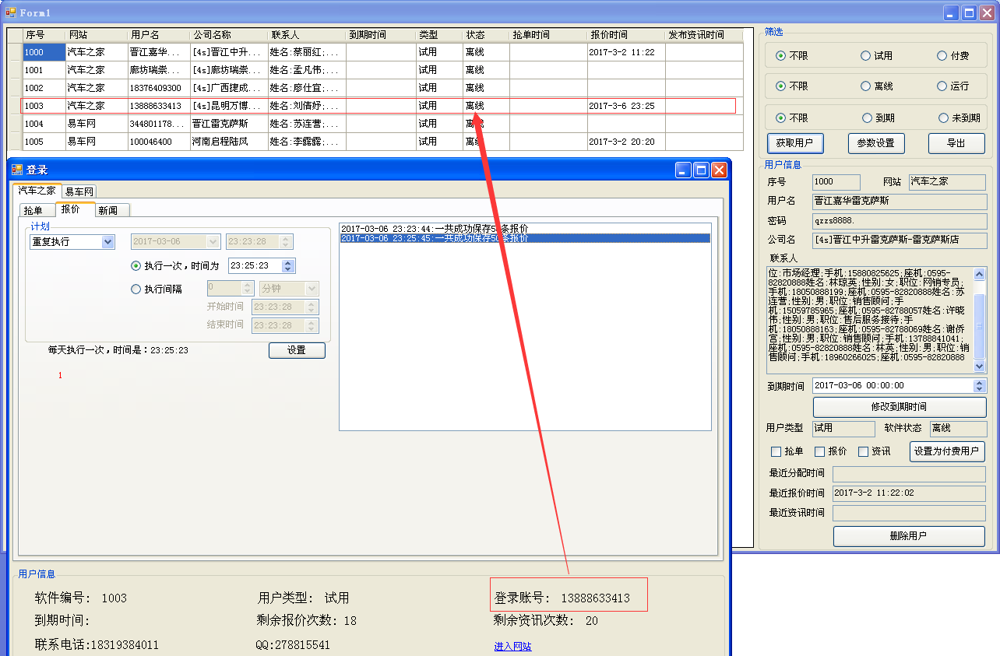 Form1
序号 网站 用户名 公司名称 联系人 到期时间 类型 状态 抢单时间 报价时间 发布资讯时间
1000 汽车之家 晋江嘉华... [4s]晋江中升... 姓名:蔡丽红;... 试用 离线 2017-3-2 11:22
1001 汽车之家 廊坊瑞崇... [4s]廊坊瑞崇... 姓名:孟凡伟;... 试用 离线
1002 汽车之家 18376409300 [4s]广西捷成... 姓名:廖仕宜;... 试用 离线
1003 汽车之家 13888633413 [4s]昆明万博... 姓名:刘倩妤;... 试用 离线 2017-3-6 23:25
1004 易车网 344801178... 晋江雷克萨斯 姓名:苏连营;... 试用 离线
1005 易车网 100046400 河南启程陆风 姓名:李露露;... 试用 离线 2017-3-2 20:20
筛选
不限 试用 付费
不限 离线 运行
不限 到期 未到期
获取用户 参数设置 导出
用户信息
序号 1000 网站 汽车之家
用户名 晋江嘉华雷克萨斯
密码 qzzs8888.
公司名 [4s]晋江中升雷克萨斯-雷克萨斯店
联系人
位:市场经理;手机:15880825625;座机:0595-
82820888姓名:林琼英;性别:女;职位:网销专员;
手机:18050888199;座机:0595-82820888姓名:苏
连营;性别:男;职位:销售顾问;手
机:15059785965;座机:0595-82788057姓名:许晓
伟;性别:男;职位:售后服务接待;手
机:18050888163;座机:0595-82788069姓名:谢侨
宫;性别:男;职位:销售顾问;手机:13788841041;
座机:0595-82820888姓名:林英;性别:男;职位:销
售顾问;手机:18960266025;座机:0595-82820888
到期时间 2017-03-06 00:00:00
修改到期时间
用户类型 试用 软件状态 离线
抢单 报价 资讯 设置为付费用户
最近分配时间
最近报价时间 2017-3-2 11:22:02
最近资讯时间
删除用户
登录
汽车之家 易车网
抢单 报价 新闻
计划
重复执行 2017-03-06 23:23:28
执行一次，时间为 23:25:23
执行间隔 0 分钟
开始时间 23:23:28
结束时间 23:23:28
每天执行一次，时间是：23:25:23 设置
1
2017-03-06 23:23:44:一共成功保存50条报价
2017-03-06 23:25:45:一共成功保存50条报价
用户信息
软件编号: 1003 用户类型: 试用 登录账号: 13888633413
到期时间: 剩余报价次数: 18 剩余资讯次数: 20
联系电话:18319384011 QQ:278815541 进入网站